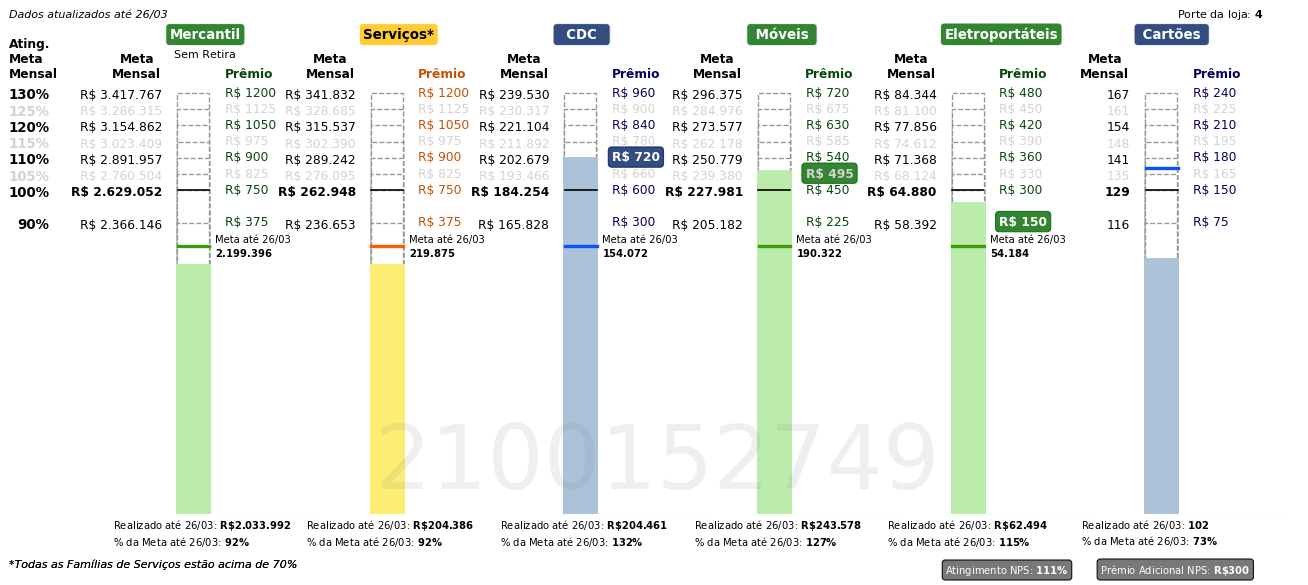 Dados atualizados até 26/03 Porte da loja: 4
Mercantil Serviços* CDC Móveis Eletroportáteis Cartões
Sem Retira
Ating. Meta Mensal Meta Mensal Prêmio Meta Mensal Prêmio Meta Mensal Prêmio Meta Mensal Prêmio Meta Mensal Prêmio Meta Mensal Prêmio
130% R$ 3.417.767 R$ 1200 R$ 341.832 R$ 1200 R$ 239.530 R$ 960 R$ 296.375 R$ 720 R$ 84.344 R$ 480 167 R$ 240
125% R$ 3.286.315 R$ 1125 R$ 328.685 R$ 1125 R$ 230.317 R$ 900 R$ 284.976 R$ 675 R$ 81.100 R$ 450 161 R$ 225
120% R$ 3.154.862 R$ 1050 R$ 315.537 R$ 1050 R$ 221.104 R$ 840 R$ 273.577 R$ 630 R$ 77.856 R$ 420 154 R$ 210
115% R$ 3.023.409 R$ 975 R$ 302.390 R$ 975 R$ 211.892 R$ 780 R$ 262.178 R$ 585 R$ 74.612 R$ 390 148 R$ 195
110% R$ 2.891.957 R$ 900 R$ 289.242 R$ 900 R$ 202.679 R$ 720 R$ 250.779 R$ 540 R$ 71.368 R$ 360 141 R$ 180
105% R$ 2.760.504 R$ 825 R$ 276.095 R$ 825 R$ 193.466 R$ 660 R$ 239.380 R$ 495 R$ 68.124 R$ 330 135 R$ 165
100% R$ 2.629.052 R$ 750 R$ 262.948 R$ 750 R$ 184.254 R$ 600 R$ 227.981 R$ 450 R$ 64.880 R$ 300 129 R$ 150
90% R$ 2.366.146 R$ 375 R$ 236.653 R$ 375 R$ 165.828 R$ 300 R$ 205.182 R$ 225 R$ 58.392 R$ 150 116 R$ 75
Meta até 26/03 Meta até 26/03 Meta até 26/03 Meta até 26/03 Meta até 26/03
2.199.396 219.875 154.072 190.322 54.184
2100152749
Realizado até 26/03: R$2.033.992 Realizado até 26/03: R$204.386 Realizado até 26/03: R$204.461 Realizado até 26/03: R$243.578 Realizado até 26/03: R$62.494 Realizado até 26/03: 102
% da Meta até 26/03: 92% % da Meta até 26/03: 92% % da Meta até 26/03: 132% % da Meta até 26/03: 127% % da Meta até 26/03: 115% % da Meta até 26/03: 73%
*Todas as Famílias de Serviços estão acima de 70% Atingimento NPS: 111% Prêmio Adicional NPS: R$300